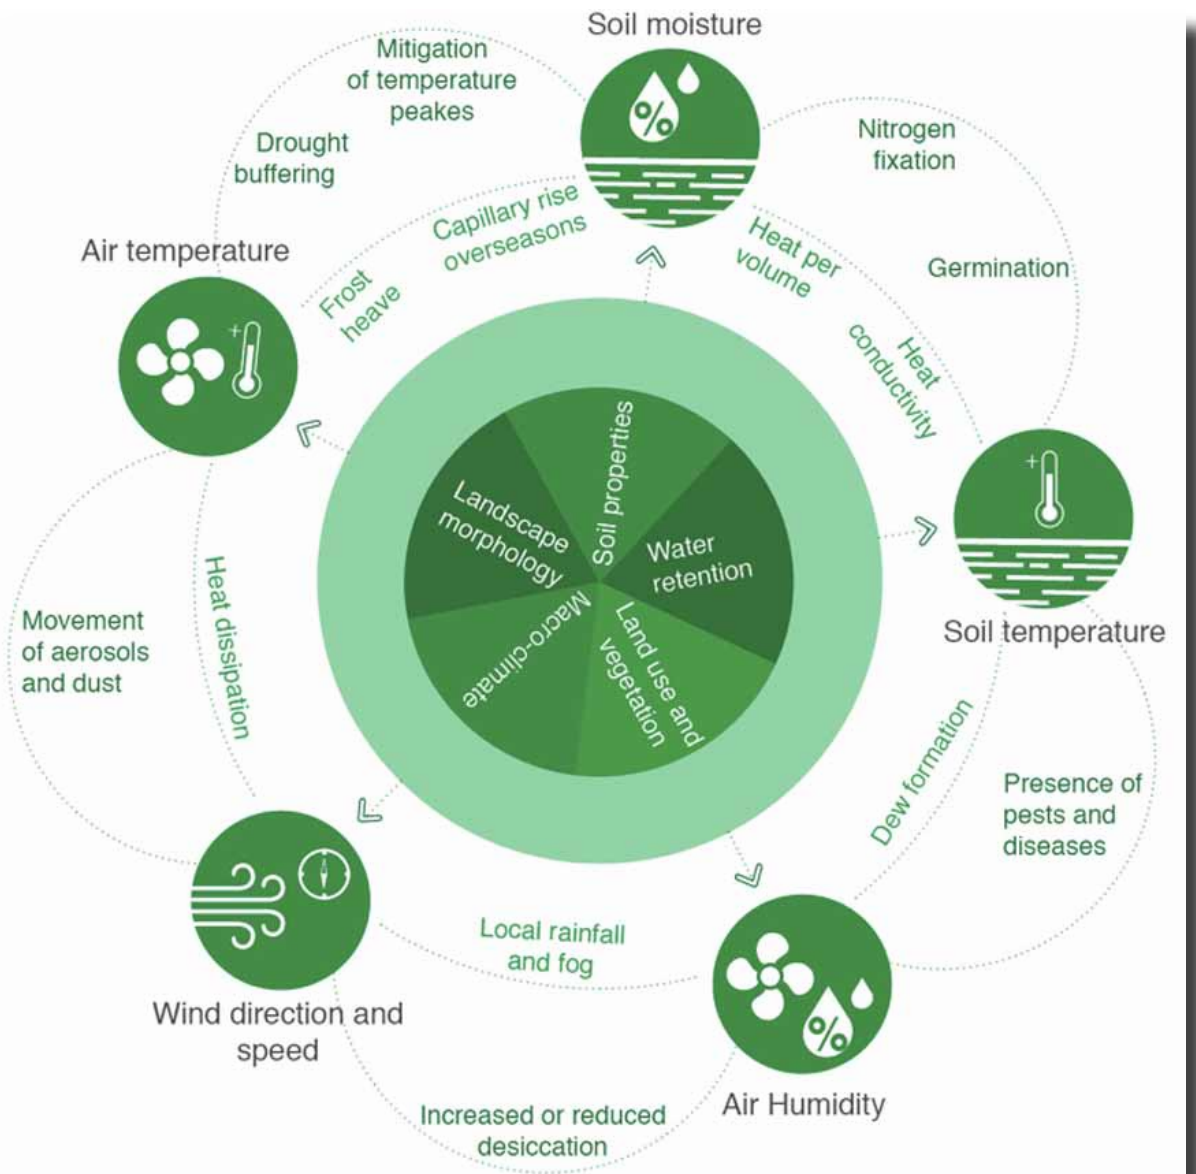 Soil moisture
Mitigation
of temperature
peakes
Drought
buffering
Nitrogen
fixation
Capillary rise
overseasons
Frost
heave
Heat per
volume
Heat
conductivity
Germination
Air temperature
+
%
+
Soil temperature
Soil properties
Landscape
morphology
Water
retention
Macro-climate
Land use and
vegetation
Heat dissipation
Movement
of aerosols
and dust
Dew formation
Presence of
pests and
diseases
Local rainfall
and fog
Wind direction and
speed
%
Air Humidity
Increased or reduced
desiccation